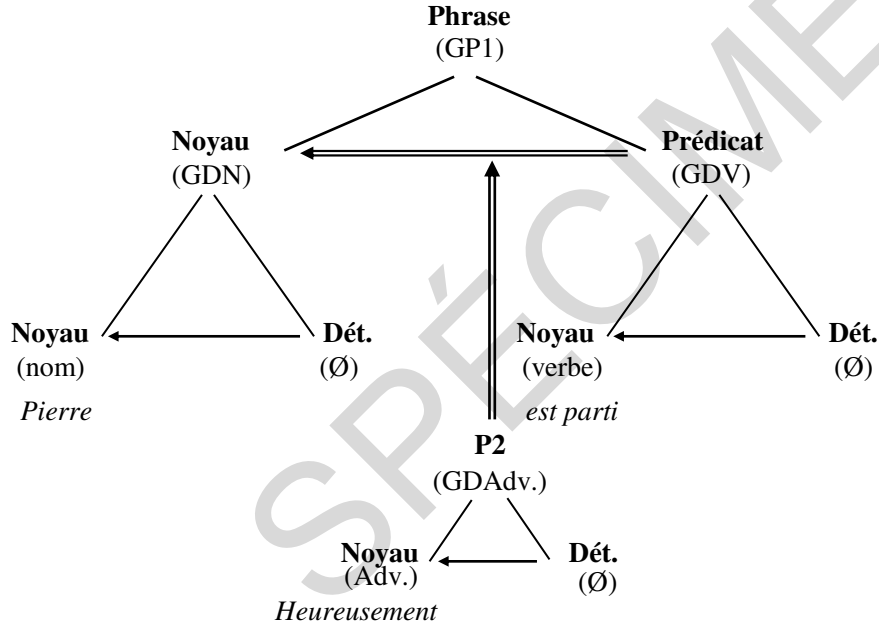 Phrase
(GP1)
Noyau
(GDN)
Prédicat
(GDV)
Noyau
(nom)
Pierre
Dét.
(Ø)
Noyau
(verbe)
est parti
Dét.
(Ø)
P2
(GDAdv.)
Noyau
(Adv.)
Heureusement
Dét.
(Ø)
SPÉCIME